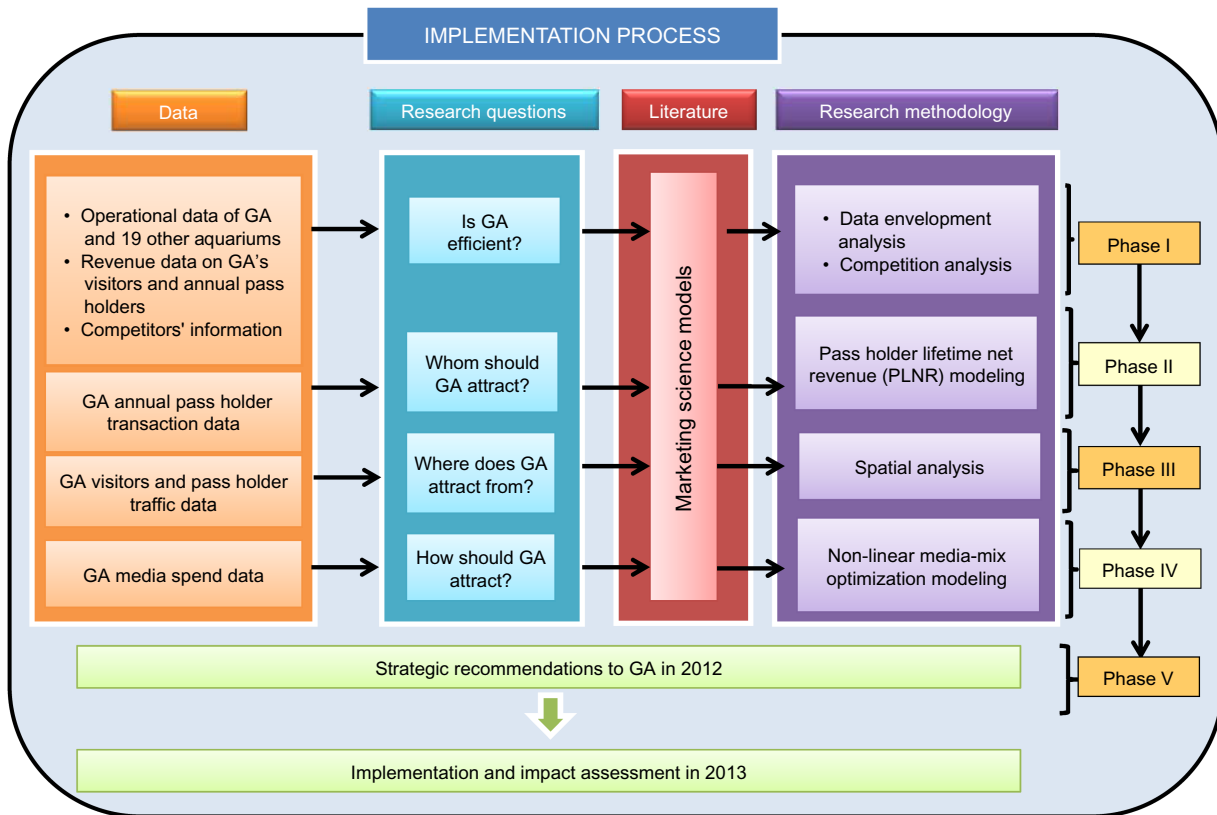 IMPLEMENTATION PROCESS
Data
Research questions
Literature
Research methodology
• Operational data of GA
and 19 other aquariums
• Revenue data on GA's
visitors and annual pass
holders
• Competitors' information
GA annual pass holder
transaction data
GA visitors and pass holder
traffic data
GA media spend data
Is GA
efficient?
Whom should
GA attract?
Where does GA
attract from?
How should GA
attract?
Marketing science models
• Data envelopment
analysis
• Competition analysis
Pass holder lifetime net
revenue (PLNR) modeling
Spatial analysis
Non-linear media-mix
optimization modeling
Phase I
Phase II
Phase III
Phase IV
Phase V
Strategic recommendations to GA in 2012
Implementation and impact assessment in 2013